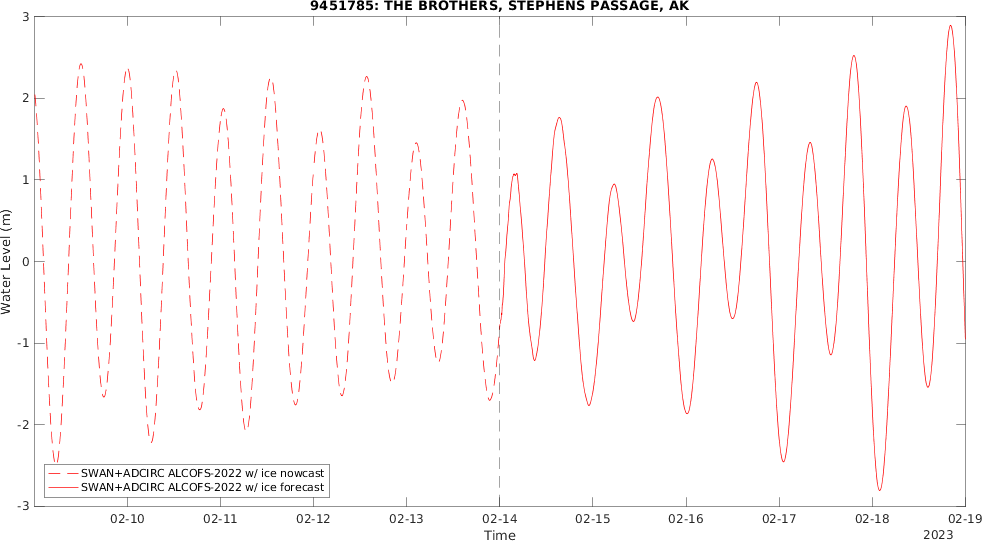 9451785: THE BROTHERS, STEPHENS PASSAGE, AK
3
2
1
0
-1
-2
-3
Water Level (m)
SWAN+ADCIRC ALCOFS-2022 w/ ice nowcast
SWAN+ADCIRC ALCOFS-2022 w/ ice forecast
02-10 02-11 02-12 02-13 02-14 02-15 02-16 02-17 02-18 02-19
Time
2023